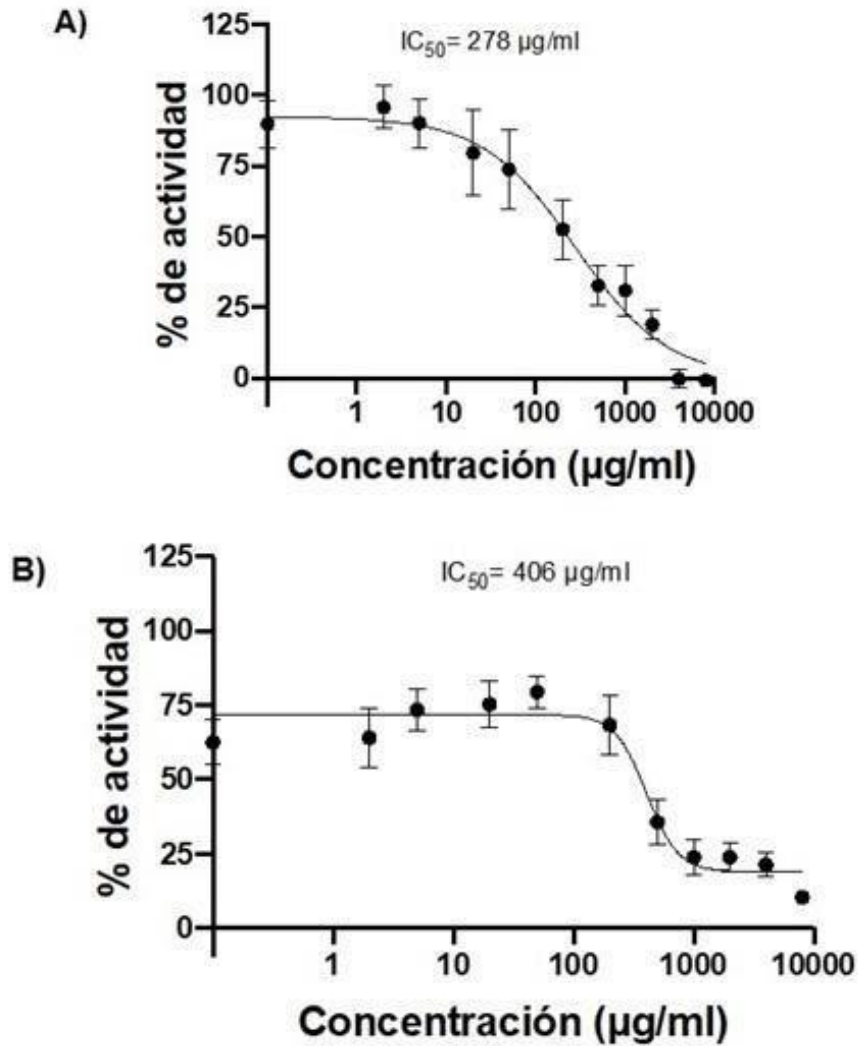 A)
IC50= 278 µg/ml
% de actividad
125
100
75
50
25
0
1 10 100 1000 10000
Concentración (µg/ml)
B)
IC50= 406 µg/ml
% de actividad
125
100
75
50
25
0
1 10 100 1000 10000
Concentración (µg/ml)